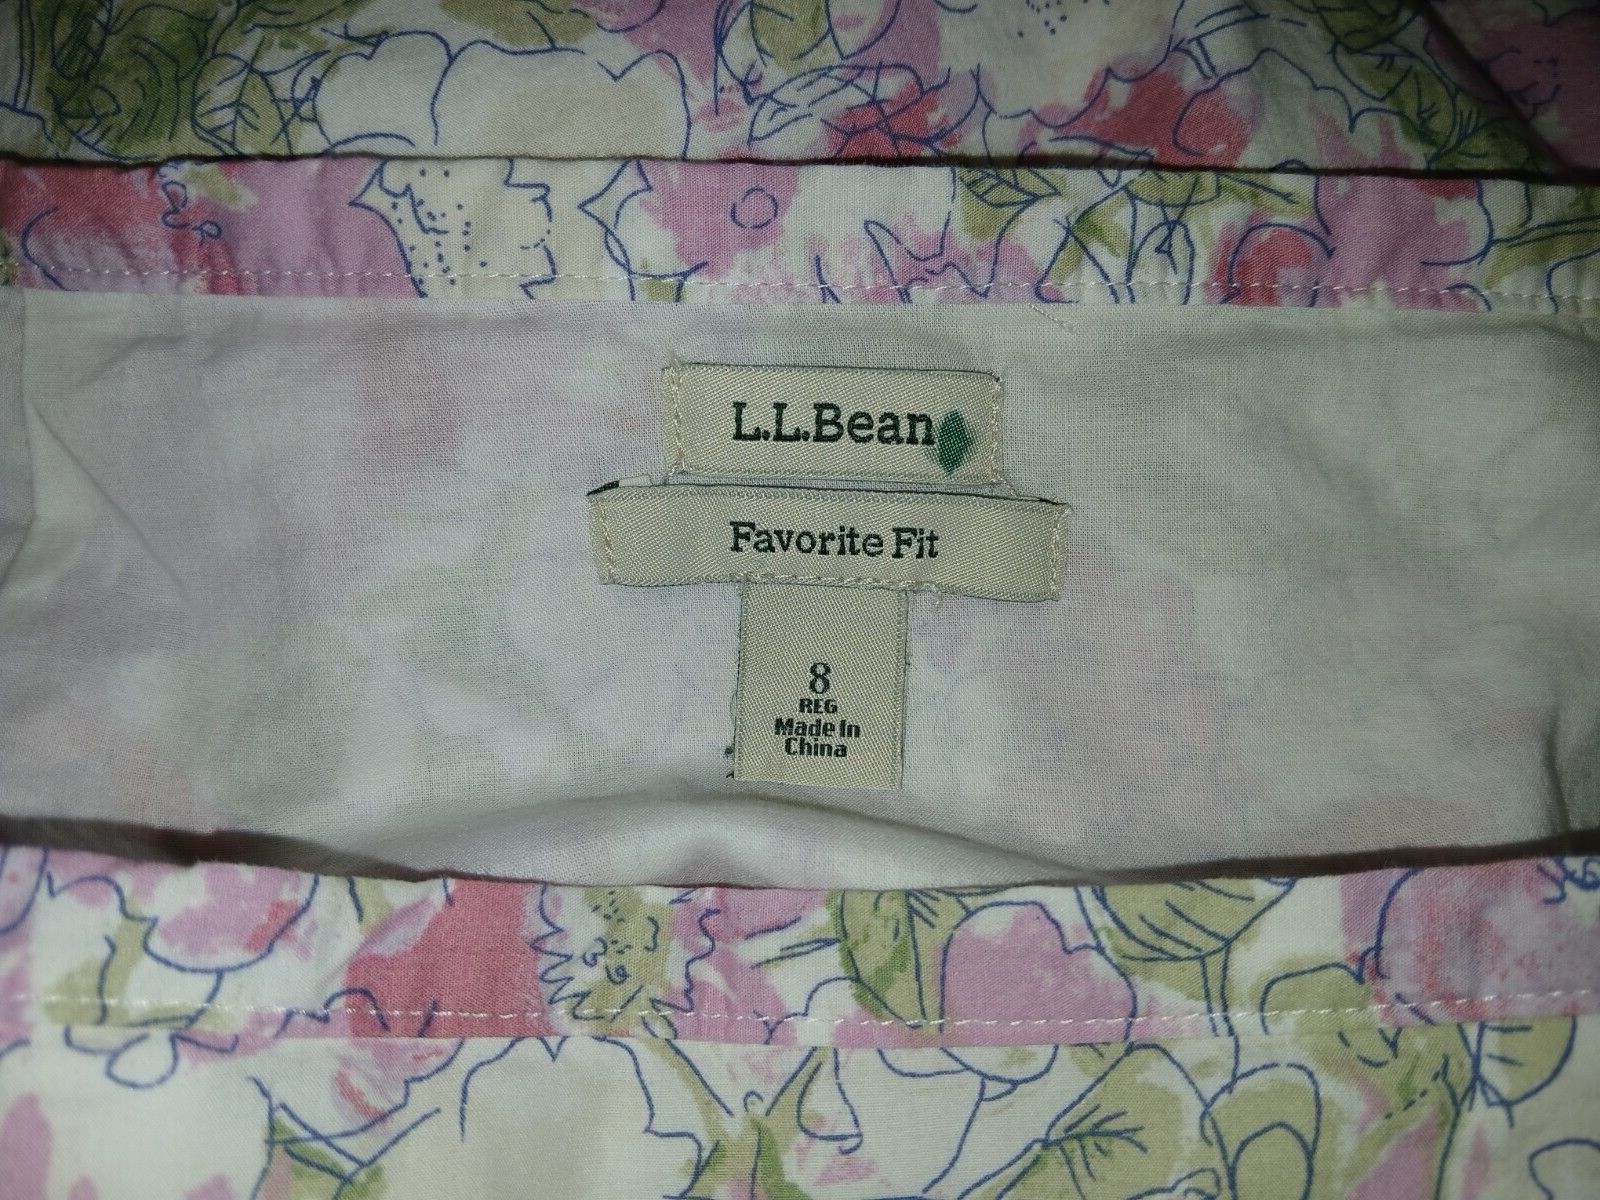 L.L.Bean
Favorite Fit
8
REG
Made In
China